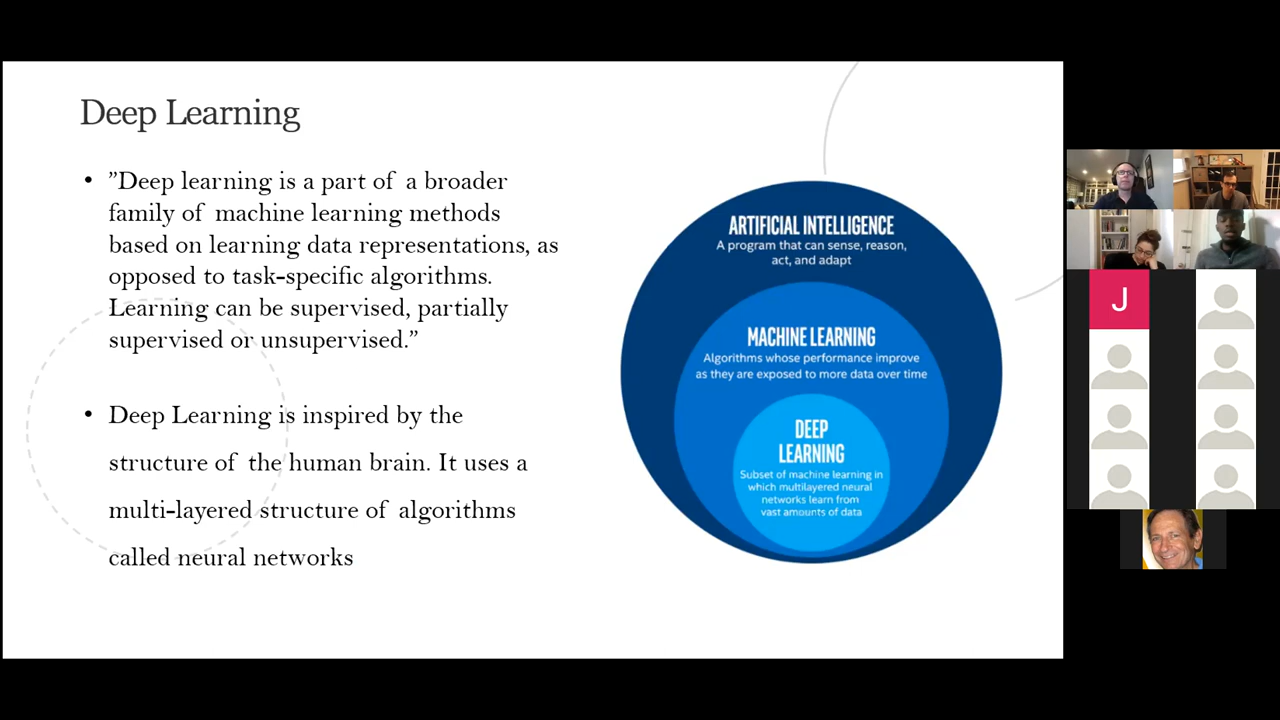 Deep Learning
• ”Deep learning is a part of a broader
family of machine learning methods
based on learning data representations, as
opposed to task-specific algorithms.
Learning can be supervised, partially
supervised or unsupervised.”
• Deep Learning is inspired by the
structure of the human brain. It uses a
multi-layered structure of algorithms
called neural networks
ARTIFICIAL INTELLIGENCE
A program that can sense, reason,
act, and adapt
MACHINE LEARNING
Algorithms whose performance improve
as they are exposed to more data over time
DEEP
LEARNING
Subset of machine learning in
which multilayered neural
networks learn from
vast amounts of data
J